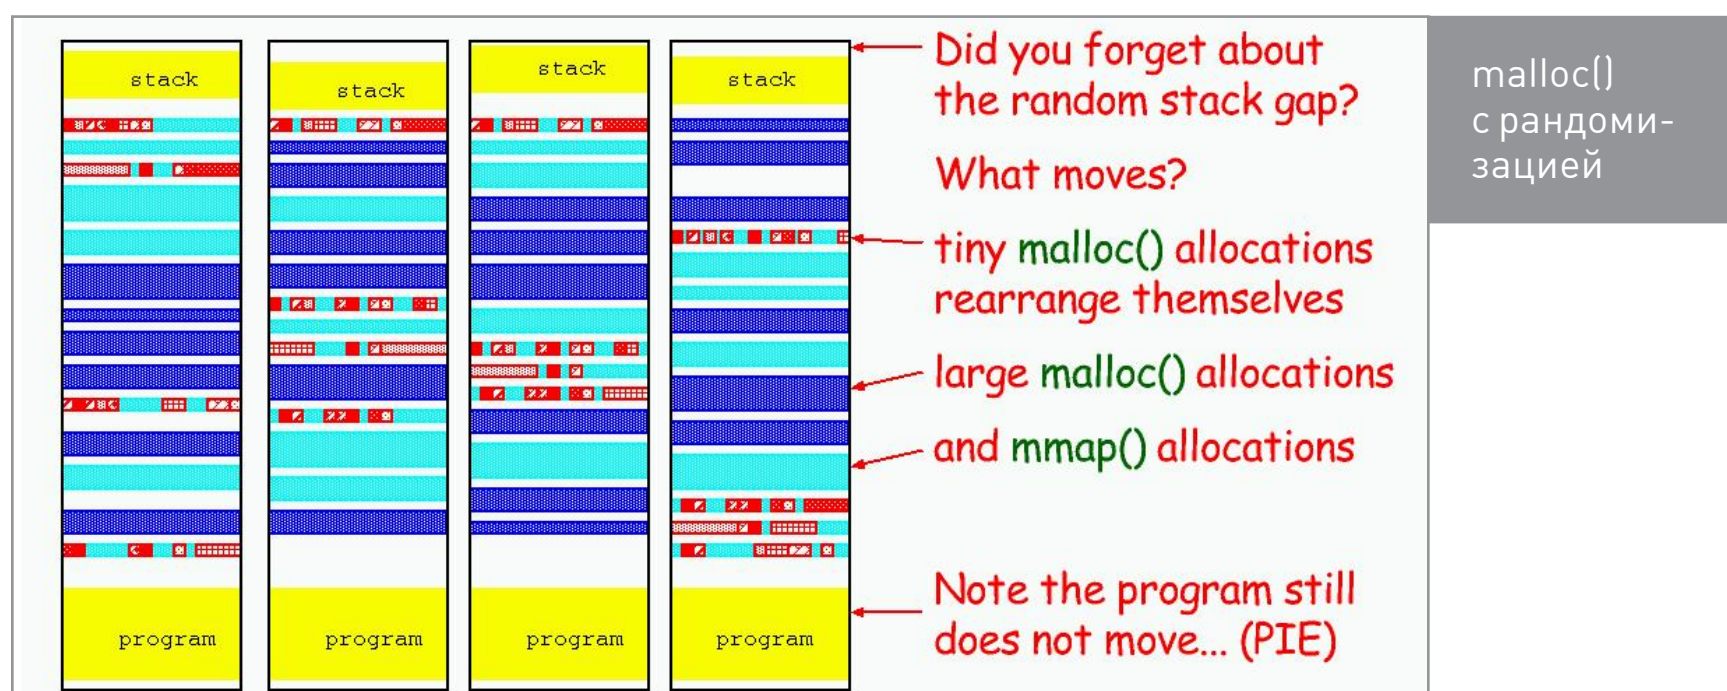 stack
stack
stack
stack
program
program
program
program
Did you forget about
the random stack gap?
What moves?
tiny malloc() allocations
rearrange themselves
large malloc() allocations
and mmap() allocations
Note the program still
does not move... (PIE)
malloc()
с рандоми-
зацией